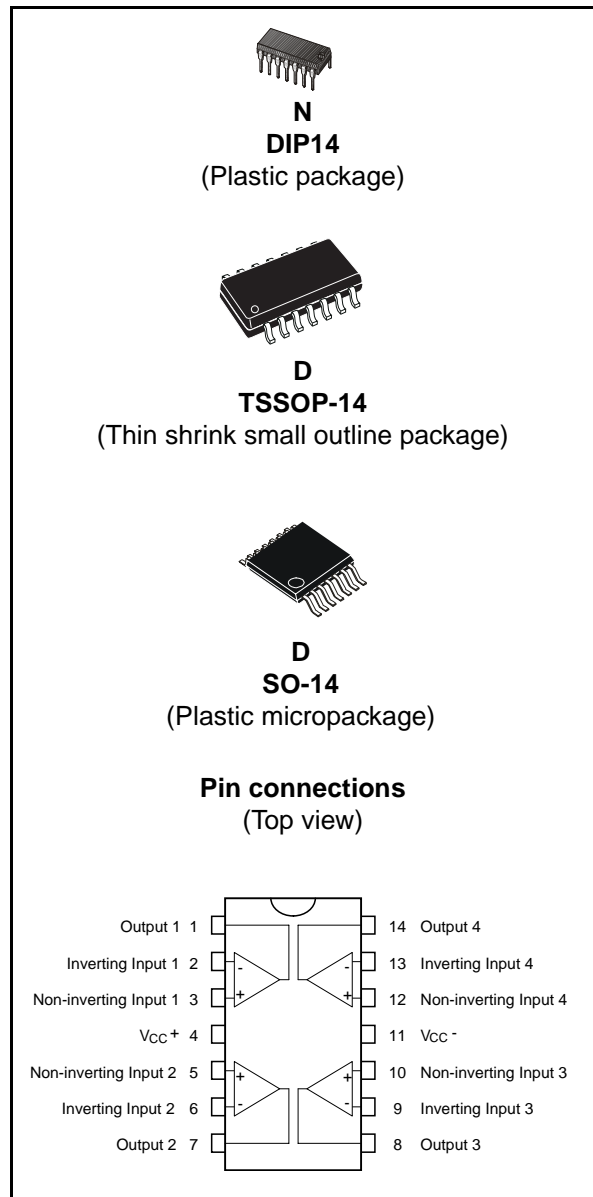 N
DIP14
(Plastic package)
D
TSSOP-14
(Thin shrink small outline package)
D
SO-14
(Plastic micropackage)
Pin connections
(Top view)
Output 1 1 14 Output 4
Inverting Input 1 2 - - 13 Inverting Input 4
Non-inverting Input 1 3 + + 12 Non-inverting Input 4
VCC + 4 11 VCC -
Non-inverting Input 2 5 + + 10 Non-inverting Input 3
Inverting Input 2 6 - - 9 Inverting Input 3
Output 2 7 8 Output 3